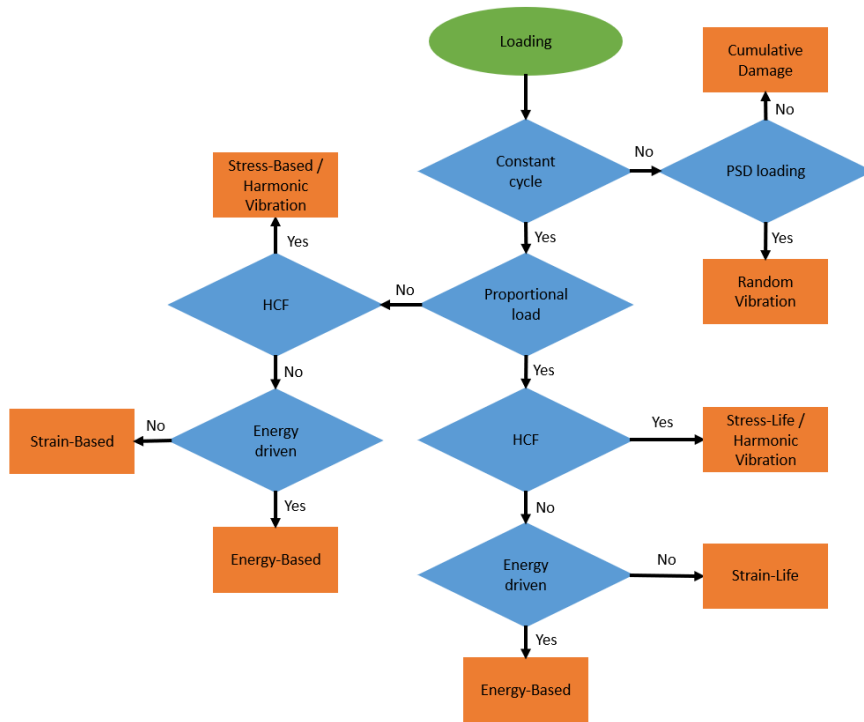 Loading
Cumulative
Damage
No
Constant
cycle
No
PSD loading
Stress-Based /
Harmonic
Vibration
Yes
Yes
Yes
HCF
No
Proportional
load
Random
Vibration
No
Yes
Strain-Based
No
Energy
driven
HCF
Yes
Stress-Life /
Harmonic
Vibration
Yes
No
Energy-Based
Energy
driven
No
Strain-Life
Yes
Energy-Based